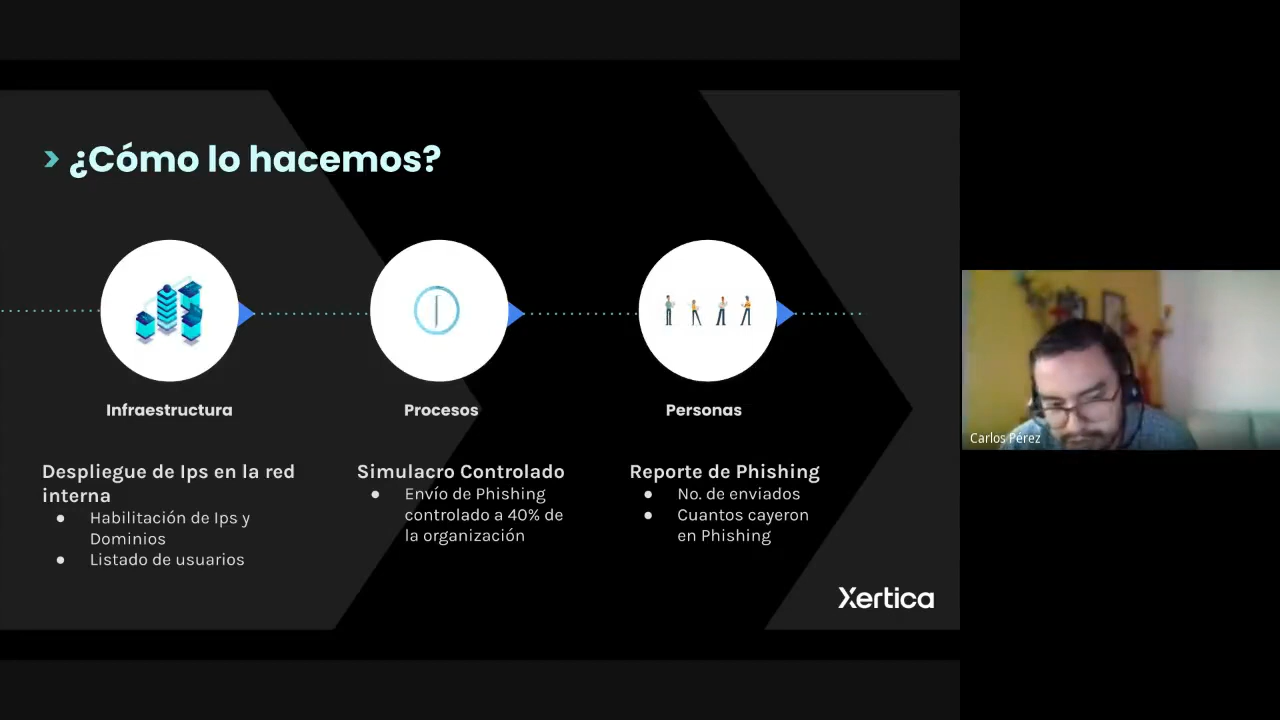 ¿Cómo lo hacemos?
Infraestructura
Procesos
Personas
Despliegue de Ips en la red
interna
● Habilitación de Ips y
Dominios
● Listado de usuarios
Simulacro Controlado
● Envío de Phishing
controlado a 40% de
la organización
Reporte de Phishing
● No. de enviados
● Cuantos cayeron
en Phishing
Xertica
Carlos Pérez